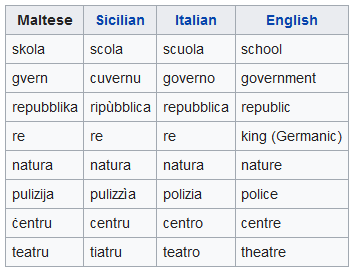 Maltese Sicilian Italian English
skola scola scuola school
gvern cuvernu governo government
repubblika ripùbblica repubblica republic
re re re king (Germanic)
natura natura natura nature
pulizija pulizzìa polizia police
ċentru centru centro centre
teatru tiatru teatro theatre